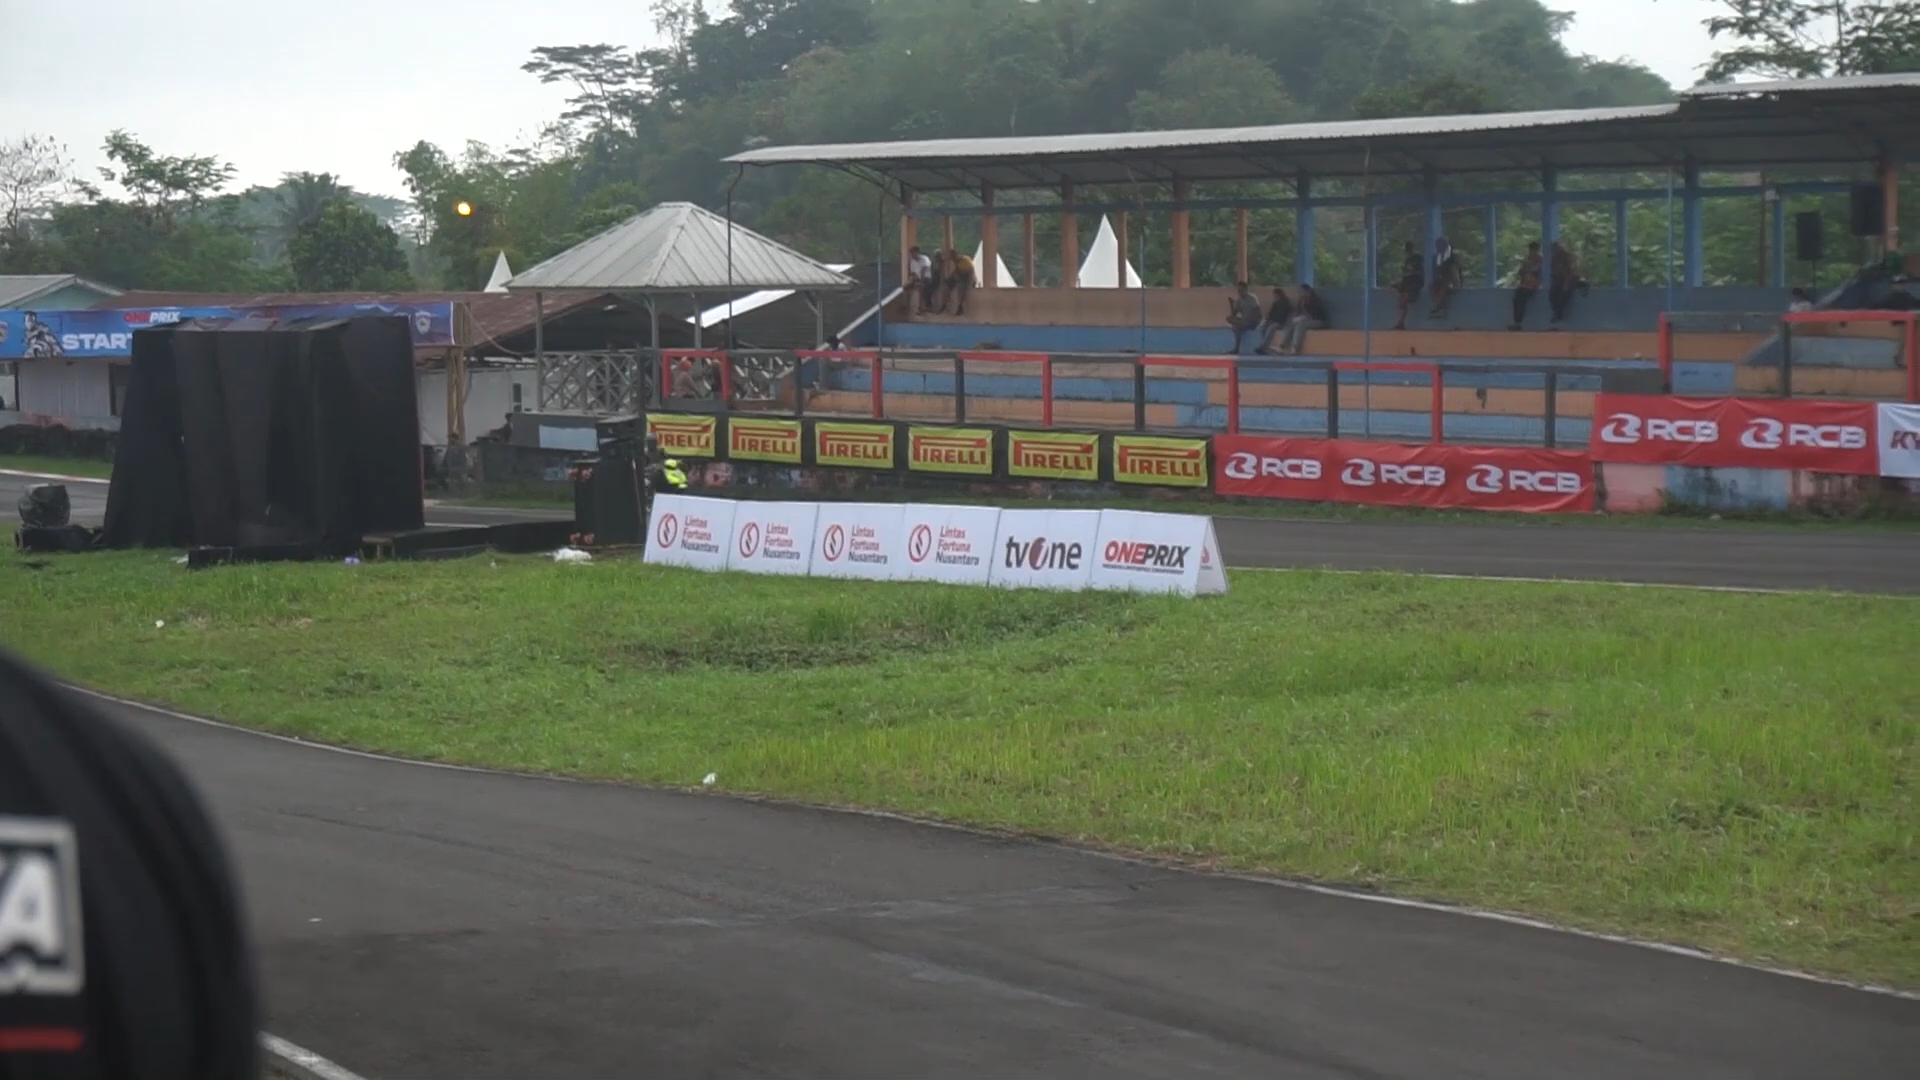 ONEPRIX
START
PIRELLI
PIRELLI
PIRELLI
PIRELLI
PIRELLI
PIRELLI
RCB
RCB
RCB
RCB
RCB
KY
Lintas
Fortuna
Nusantara
Lintas
Fortuna
Nusantara
Lintas
Fortuna
Nusantara
Lintas
Fortuna
Nusantara
tvOne
ONEPRIX
A